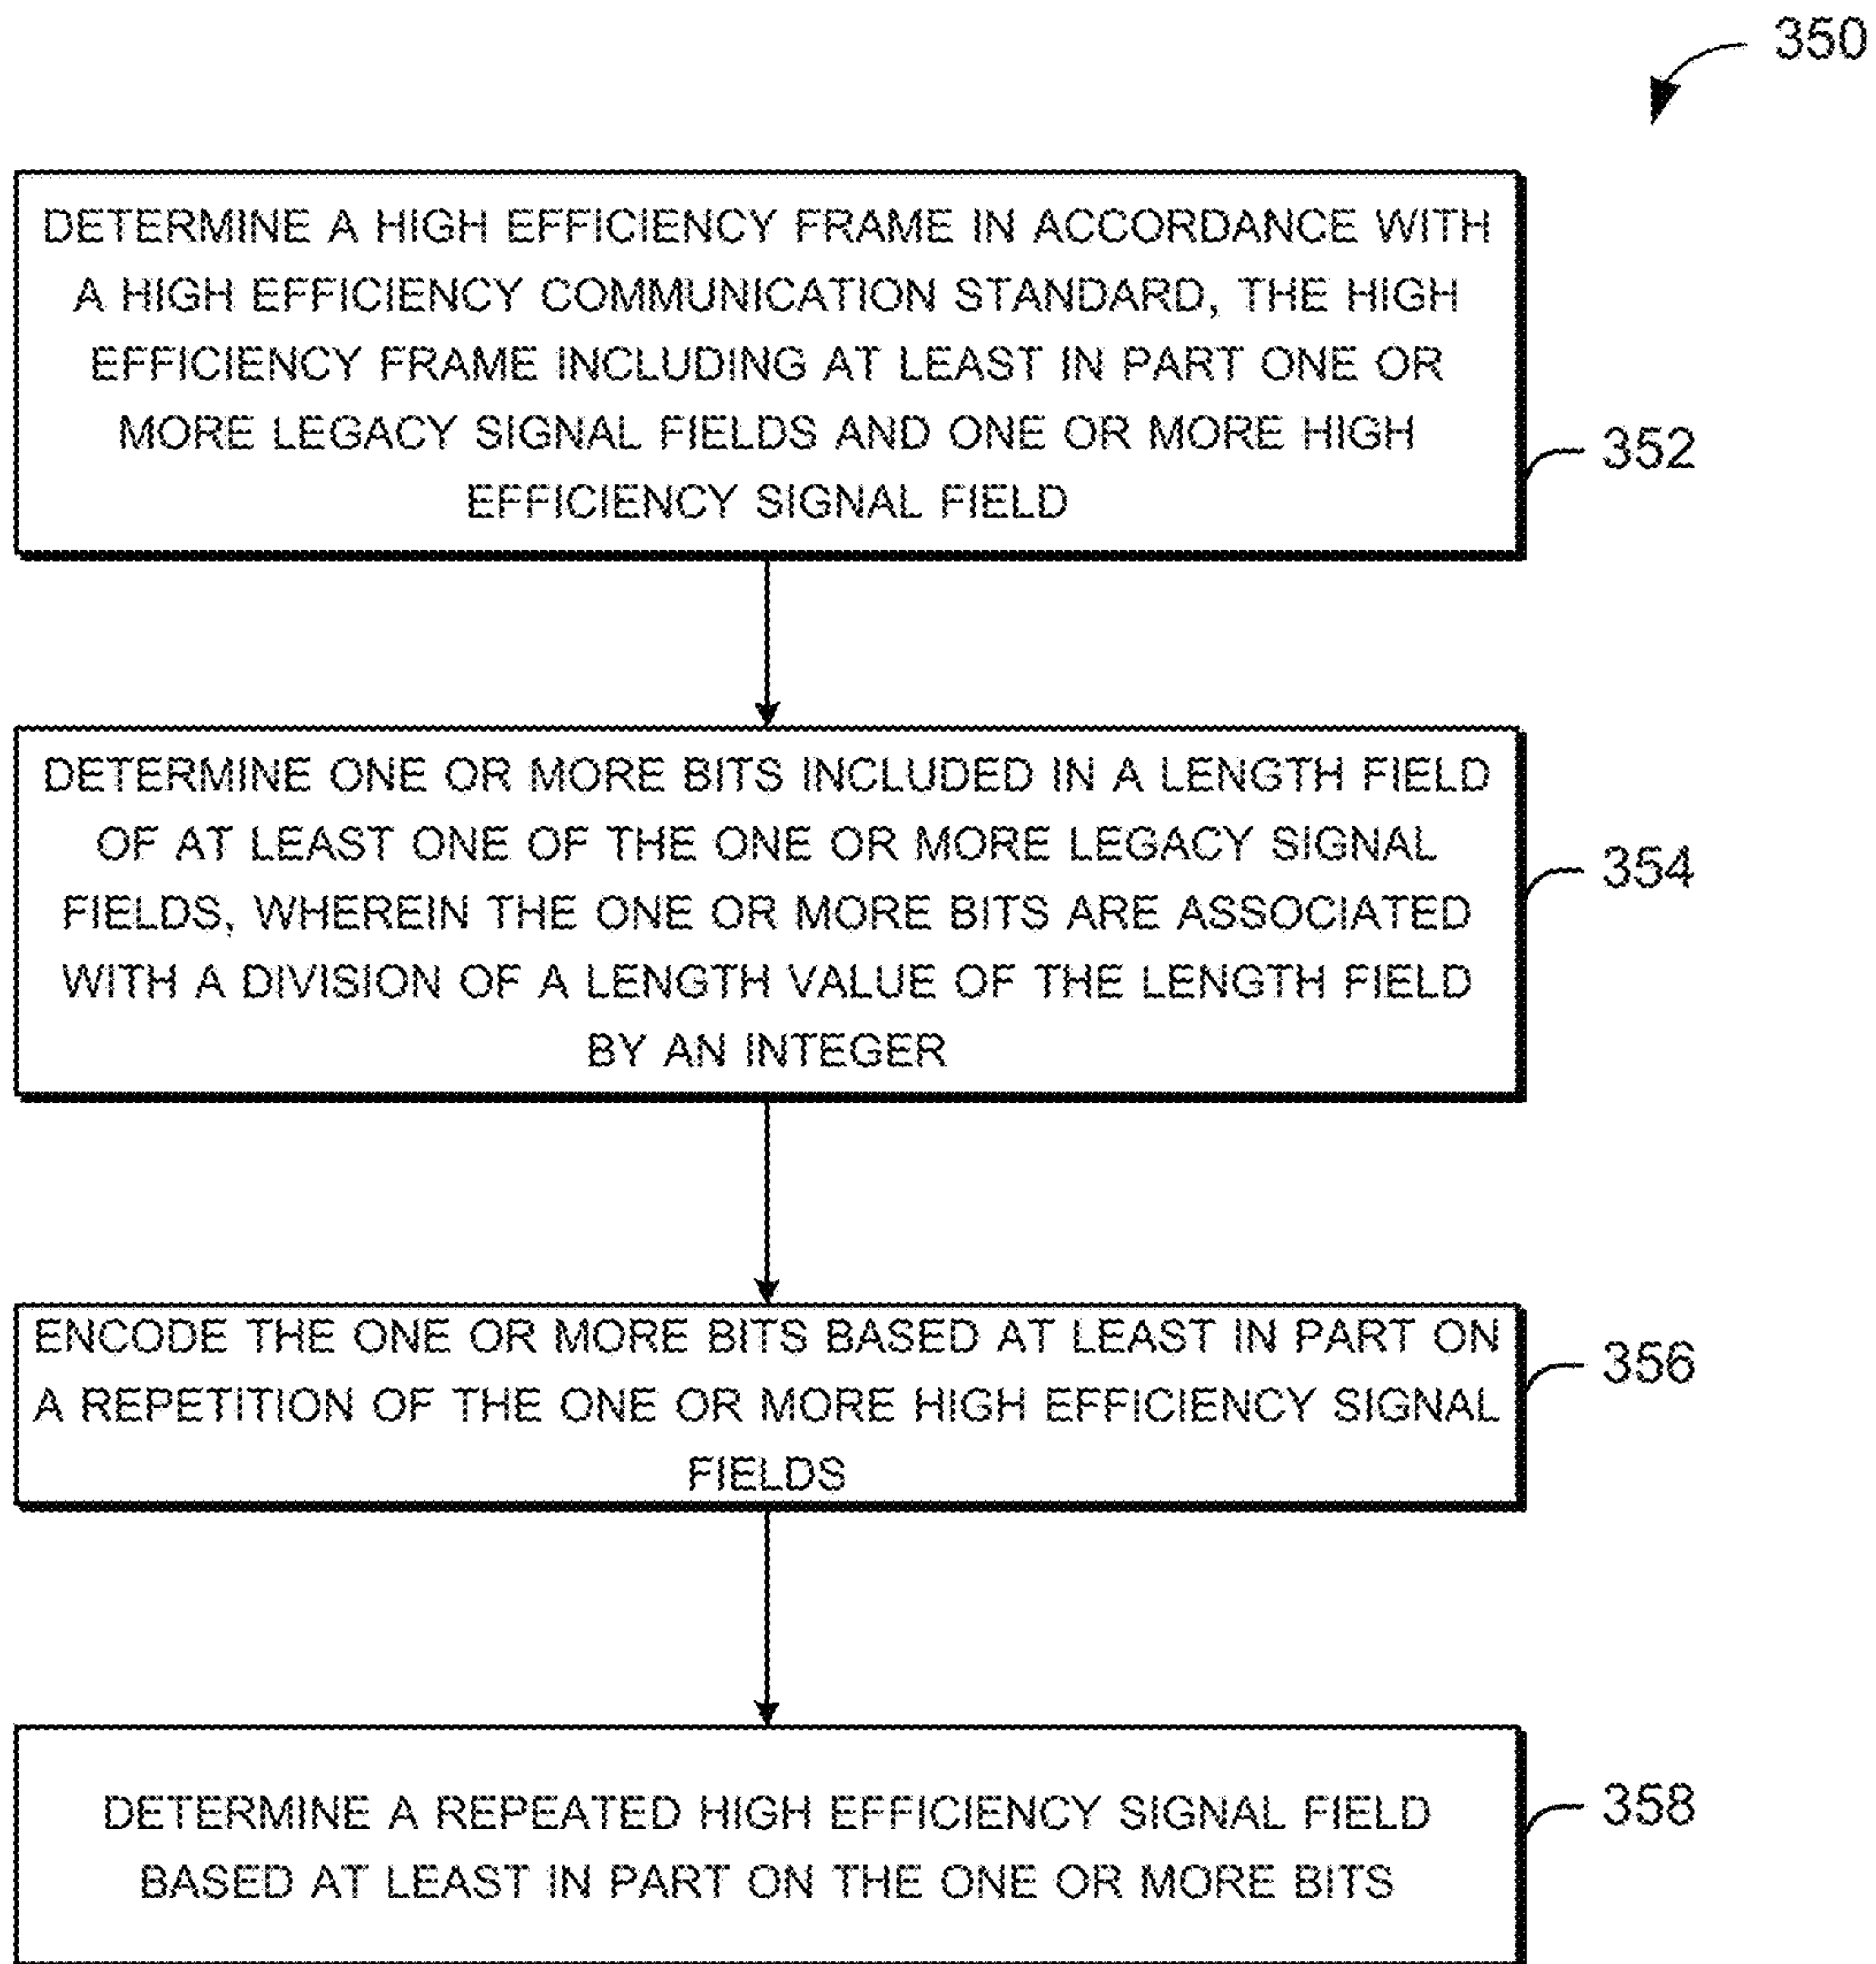 350
DETERMINE A HIGH EFFICIENCY FRAME IN ACCORDANCE WITH
A HIGH EFFICIENCY COMMUNICATION STANDARD, THE HIGH
EFFICIENCY FRAME INCLUDING AT LEAST IN PART ONE OR
MORE LEGACY SIGNAL FIELDS AND ONE OR MORE HIGH
EFFICIENCY SIGNAL FIELD
352
DETERMINE ONE OR MORE BITS INCLUDED IN A LENGTH FIELD
OF AT LEAST ONE OF THE ONE OR MORE LEGACY SIGNAL
FIELDS, WHEREIN THE ONE OR MORE BITS ARE ASSOCIATED
WITH A DIVISION OF A LENGTH VALUE OF THE LENGTH FIELD
BY AN INTEGER
354
ENCODE THE ONE OR MORE BITS BASED AT LEAST IN PART ON
A REPETITION OF THE ONE OR MORE HIGH EFFICIENCY SIGNAL
FIELDS
356
DETERMINE A REPEATED HIGH EFFICIENCY SIGNAL FIELD
BASED AT LEAST IN PART ON THE ONE OR MORE BITS
358